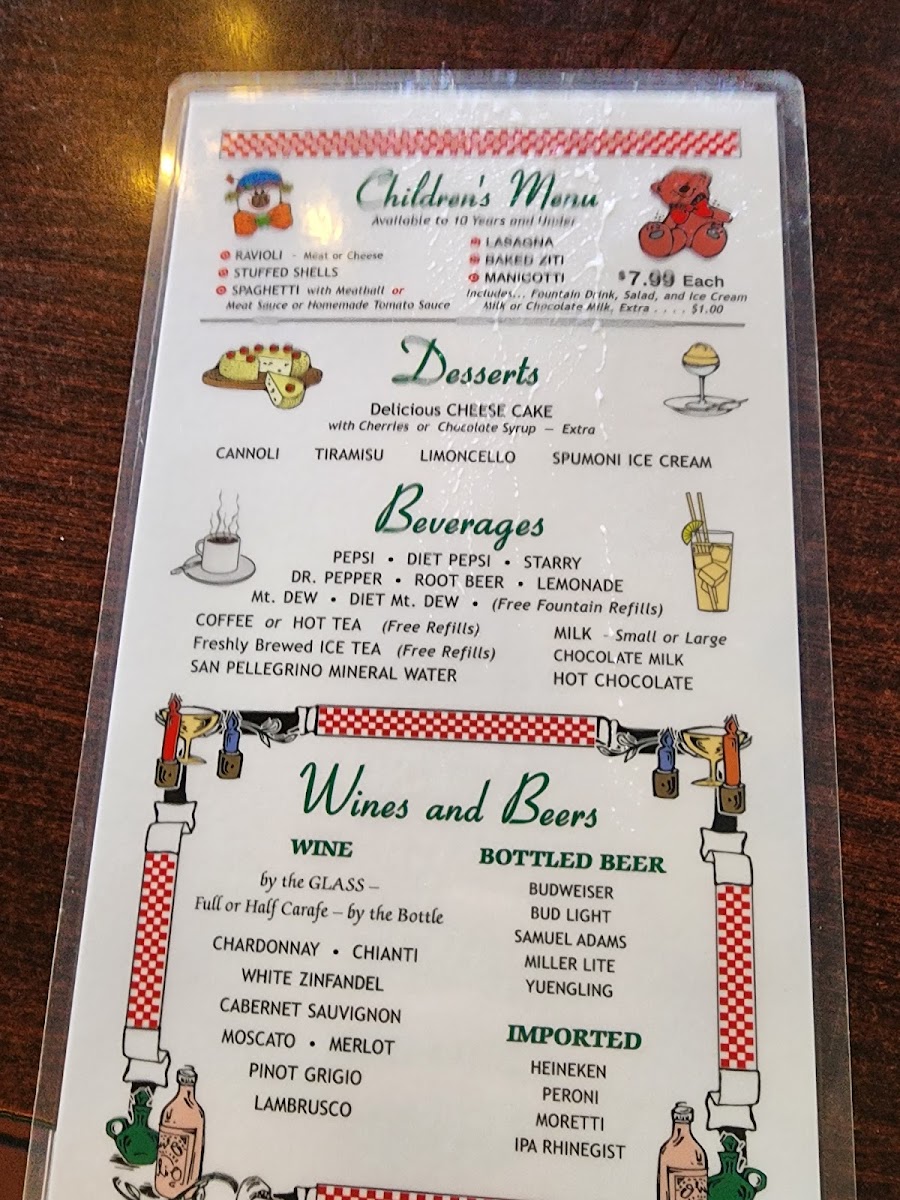 Children's Menu
Available to 10 Years and Under
RAVIOLI - Meat or Cheese
STUFFED SHELLS
SPAGHETTI with Meatball or
Meat Sauce or Homemade Tomato Sauce
LASAGNA
BAKED ZITI
MANICOTTI
$7.99 Each
Includes... Fountain Drink, Salad, and Ice Cream
Milk or Chocolate Milk, Extra . . . . $1.00
Desserts
Delicious CHEESE CAKE
with Cherries or Chocolate Syrup — Extra
CANNOLI TIRAMISU LIMONCELLO SPUMONI ICE CREAM
Beverages
PEPSI • DIET PEPSI • STARRY
DR. PEPPER • ROOT BEER • LEMONADE
Mt. DEW • DIET Mt. DEW • (Free Fountain Refills)
COFFEE or HOT TEA (Free Refills)
Freshly Brewed ICE TEA (Free Refills)
SAN PELLEGRINO MINERAL WATER
MILK - Small or Large
CHOCOLATE MILK
HOT CHOCOLATE
Wines and Beers
WINE
by the GLASS –
Full or Half Carafe – by the Bottle
CHARDONNAY • CHIANTI
WHITE ZINFANDEL
CABERNET SAUVIGNON
MOSCATO • MERLOT
PINOT GRIGIO
LAMBRUSCO
BOTTLED BEER
BUDWEISER
BUD LIGHT
SAMUEL ADAMS
MILLER LITE
YUENGLING
IMPORTED
HEINEKEN
PERONI
MORETTI
IPA RHINEGIST